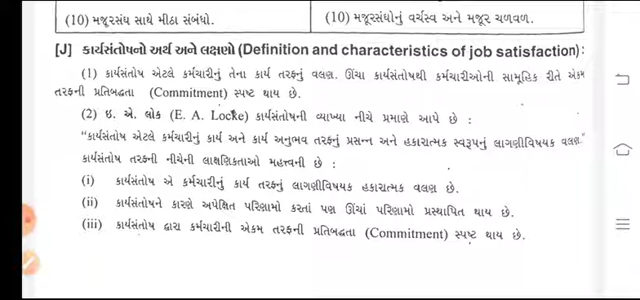 (10) મજૂરસંઘ સાથે મીઠા સંબંધો.
(10) મજૂરસંઘોનું વર્ચસ્વ અને મજૂર ચળવળ.
[J] કાર્યસંતોષનો અર્થ અને લક્ષણો (Definition and characteristics of job satisfaction) :
(1) કાર્યસંતોષ એટલે કર્મચારીનું તેના કાર્ય તરફનું વલણ. ઊંચા કાર્યસંતોષથી કર્મચારીઓની સામૂહિક રીતે એકમ
તરફની પ્રતિબદ્ધતા (Commitment) સ્પષ્ટ થાય છે.
(2) ઇ. એ. લોક (E. A. Locke) કાર્યસંતોષની વ્યાખ્યા નીચે પ્રમાણે આપે છે :
“કાર્યસંતોષ એટલે કર્મચારીનું કાર્ય અને કાર્ય અનુભવ તરફનું પ્રસન્ન અને હકારાત્મક સ્વરૂપનું લાગણીવિષયક વલણ.”
કાર્યસંતોષ તરફની નીચેની લાક્ષણિકતાઓ મહત્ત્વની છે :
(i) કાર્યસંતોષ એ કર્મચારીનું કાર્ય તરફનું લાગણીવિષયક હકારાત્મક વલણ છે.
(ii) કાર્યસંતોષને કારણે અપેક્ષિત પરિણામો કરતાં પણ ઊંચાં પરિણામો પ્રસ્થાપિત થાય છે.
(iii) કાર્યસંતોષ દ્વારા કર્મચારીની એકમ તરફની પ્રતિબદ્ધતા (Commitment) સ્પષ્ટ થાય છે.